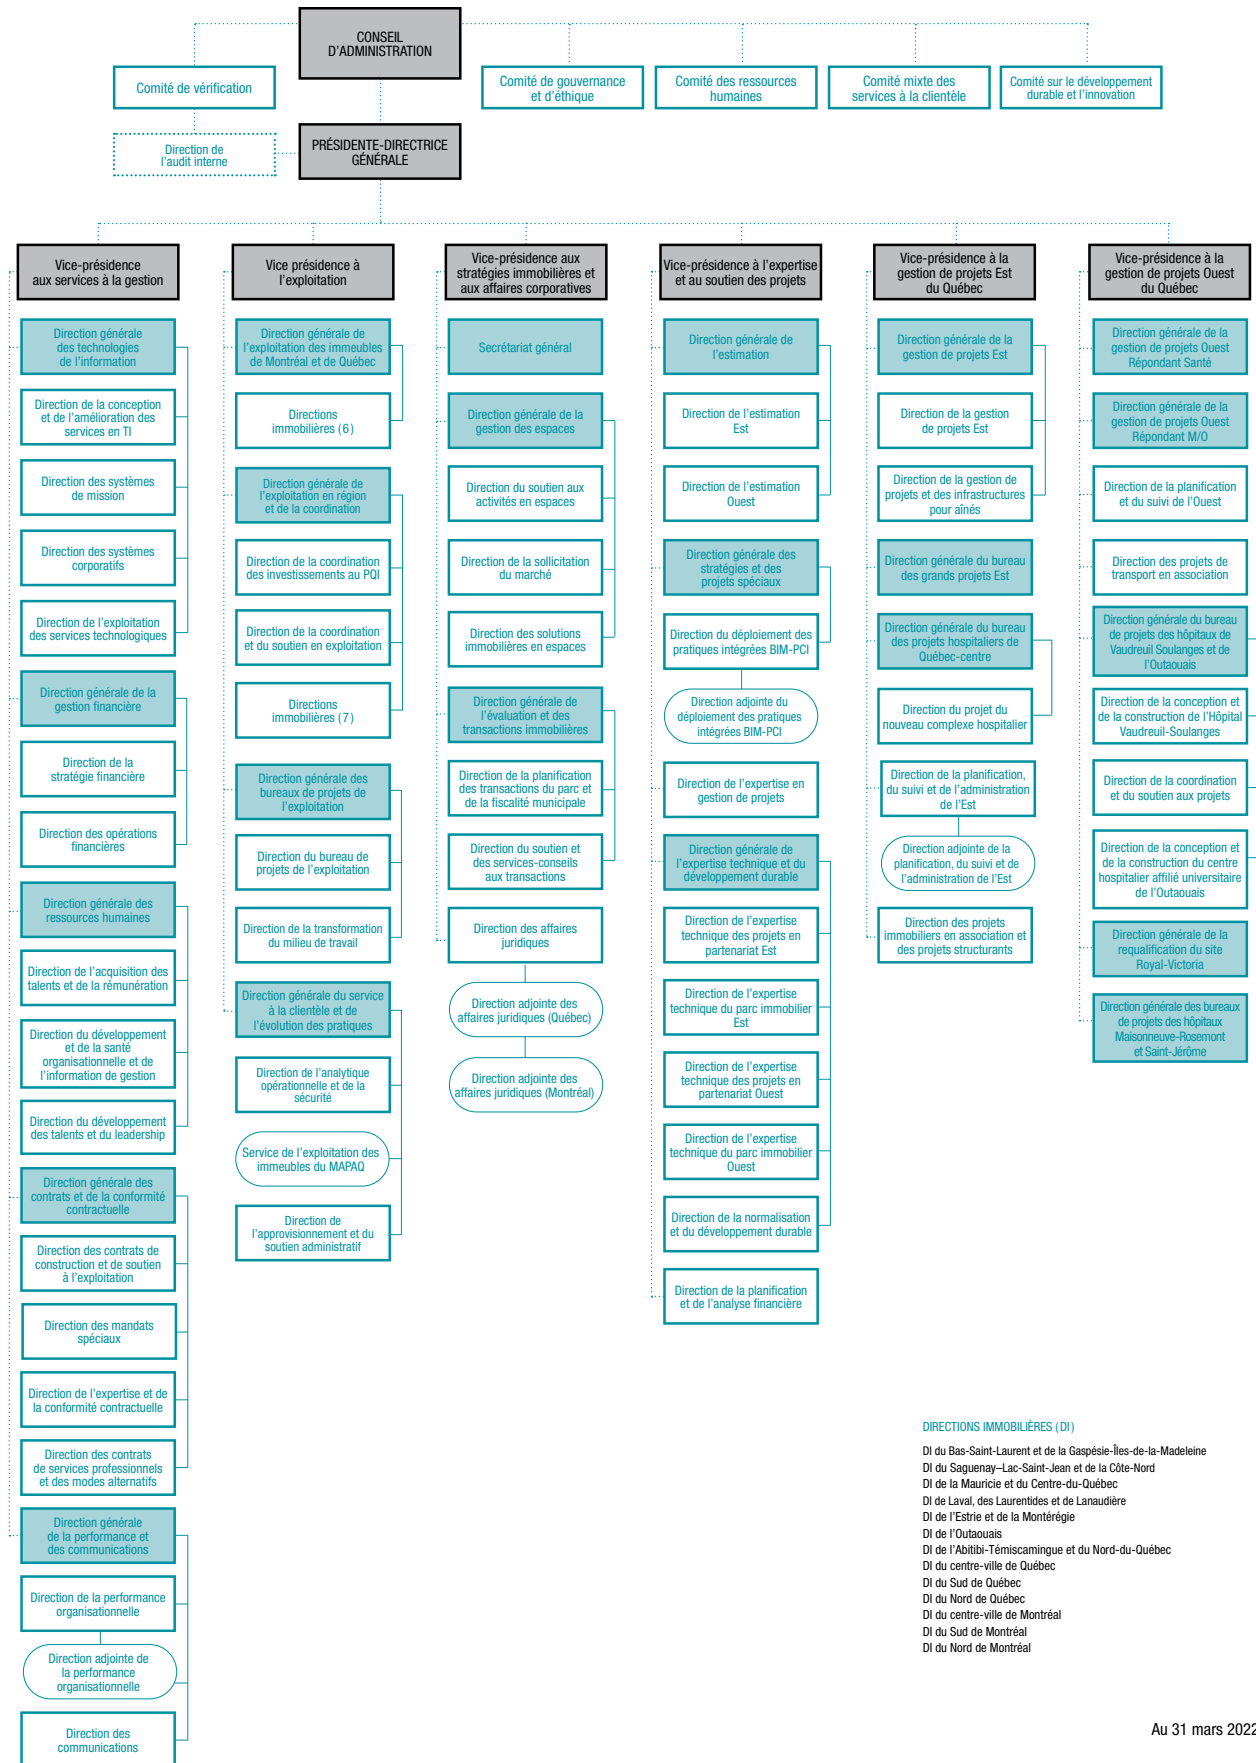 CONSEIL
D'ADMINISTRATION
Comité de vérification
Comité de gouvernance
et d'éthique
Comité des ressources
humaines
Comité mixte des
services à la clientèle
Comité sur le développement
durable et l'innovation
Direction de
l'audit interne
PRÉSIDENTE-DIRECTRICE
GÉNÉRALE
Vice-présidence
aux services à la gestion
Direction générale
des technologies
de l'information
Direction de la conception
et de l'amélioration des
services en TI
Direction des systèmes
de mission
Direction des systèmes
corporatifs
Direction de l'exploitation
des services technologiques
Direction générale de la
gestion financière
Direction de la
stratégie financière
Direction des opérations
financières
Direction générale des
ressources humaines
Direction de l'acquisition des
talents et de la rémunération
Direction du développement
et de la santé
organisationnelle et de
l'information de gestion
Direction du développement
des talents et du leadership
Direction générale des
contrats et de la conformité
contractuelle
Direction des contrats de
construction et de soutien
à l'exploitation
Direction des mandats
spéciaux
Direction de l'expertise et de
la conformité contractuelle
Direction des contrats
de services professionnels
et des modes alternatifs
Direction générale
de la performance et
des communications
Direction de la performance
organisationnelle
Direction adjointe de
la performance
organisationnelle
Direction des
communications
Vice présidence à
l'exploitation
Direction générale de
l'exploitation des immeubles
de Montréal et de Québec
Directions
immobilières (6)
Direction générale de
l'exploitation en région
et de la coordination
Direction de la coordination
des investissements au PQI
Direction de la coordination
et du soutien en exploitation
Directions
immobilières (7)
Direction générale des
bureaux de projets de
l'exploitation
Direction du bureau de
projets de l'exploitation
Direction de la transformation
du milieu de travail
Direction générale du service
à la clientèle et de
l'évolution des pratiques
Direction de l'analytique
opérationnelle et de la
sécurité
Service de l'exploitation des
immeubles du MAPAQ
Direction de
l'approvisionnement et du
soutien administratif
Vice-présidence aux
stratégies immobilières et
aux affaires corporatives
Secrétariat général
Direction générale de la
gestion des espaces
Direction du soutien aux
activités en espaces
Direction de la sollicitation
du marché
Direction des solutions
immobilières en espaces
Direction générale de
l'évaluation et des
transactions immobilières
Direction de la planification
des transactions du parc et
de la fiscalité municipale
Direction du soutien et
des services-conseils
aux transactions
Direction des affaires
juridiques
Direction adjointe des
affaires juridiques (Québec)
Direction adjointe des
affaires juridiques (Montréal)
Vice-présidence à l'expertise
et au soutien des projets
Direction générale de
l'estimation
Direction de l'estimation
Est
Direction de l'estimation
Ouest
Direction générale des
stratégies et des
projets spéciaux
Direction du déploiement des
pratiques intégrées BIM-PCI
Direction adjointe du
déploiement des pratiques
intégrées BIM-PCI
Direction de l'expertise en
gestion de projets
Direction générale de
l'expertise technique et du
développement durable
Direction de l'expertise
technique des projets en
partenariat Est
Direction de l'expertise
technique du parc immobilier
Est
Direction de l'expertise
technique des projets en
partenariat Ouest
Direction de l'expertise
technique du parc immobilier
Ouest
Direction de la normalisation
et du développement durable
Direction de la planification
et de l'analyse financière
Vice-présidence à la
gestion de projets Est
du Québec
Direction générale de la
gestion de projets Est
Direction de la gestion
de projets Est
Direction de la gestion de
projets et des infrastructures
pour aînés
Direction générale du bureau
des grands projets Est
Direction générale du bureau
des projets hospitaliers de
Québec-centre
Direction du projet du
nouveau complexe hospitalier
Direction de la planification,
du suivi et de l'administration
de l'Est
Direction adjointe de la
planification, du suivi et de
l'administration de l'Est
Direction des projets
immobiliers en association et
des projets structurants
Vice-présidence à la
gestion de projets Ouest
du Québec
Direction générale de la
gestion de projets Ouest
Répondant Santé
Direction générale de la
gestion de projets Ouest
Répondant M/O
Direction de la planification
et du suivi de l'Ouest
Direction des projets de
transport en association
Direction générale du bureau
de projets des hôpitaux de
Vaudreuil Soulanges et de
l'Outaouais
Direction de la conception et
de la construction de l'Hôpital
Vaudreuil-Soulanges
Direction de la coordination
et du soutien aux projets
Direction de la conception et
de la construction du centre
hospitalier affilié universitaire
de l'Outaouais
Direction générale de la
requalification du site
Royal-Victoria
Direction générale des bureaux
de projets des hôpitaux
Maisonneuve-Rosemont
et Saint-Jérôme
DIRECTIONS IMMOBILIÈRES (DI)
DI du Bas-Saint-Laurent et de la Gaspésie-Îles-de-la-Madeleine
DI du Saguenay–Lac-Saint-Jean et de la Côte-Nord
DI de la Mauricie et du Centre-du-Québec
DI de Laval, des Laurentides et de Lanaudière
DI de l'Estrie et de la Montérégie
DI de l'Outaouais
DI de l'Abitibi-Témiscamingue et du Nord-du-Québec
DI du centre-ville de Québec
DI du Sud de Québec
DI du Nord de Québec
DI du centre-ville de Montréal
DI du Sud de Montréal
DI du Nord de Montréal
Au 31 mars 2022